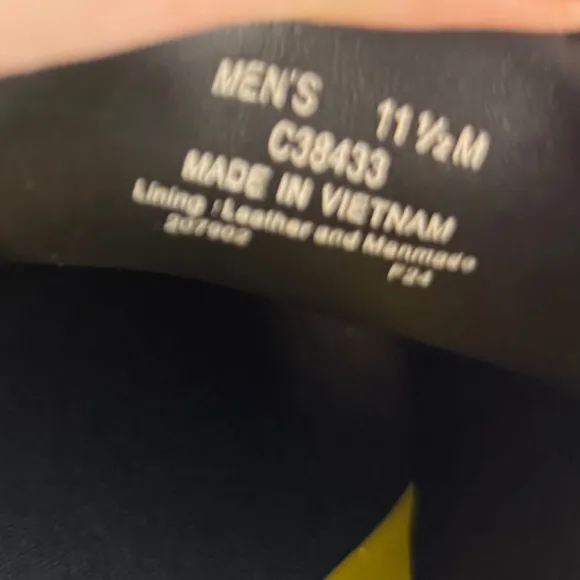 MEN'S 11 ½ M
C38433
MADE IN VIETNAM
Lining : Leather and Manmade
F24